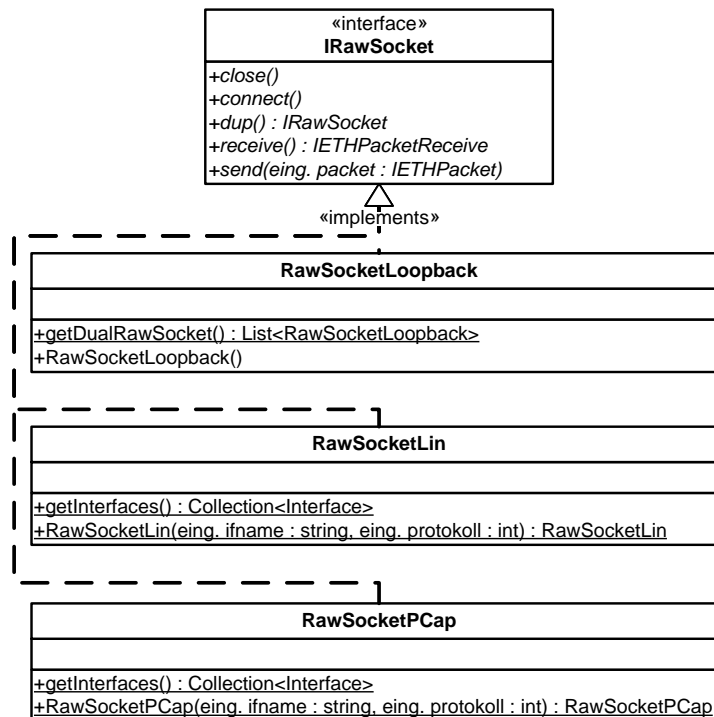 «interface»
IRawSocket
+close()
+connect()
+dup() : IRawSocket
+receive() : IETHPacketReceive
+send(eing. packet : IETHPacket)
«implements»
RawSocketLoopback
+getDualRawSocket() : List<RawSocketLoopback>
+RawSocketLoopback()
RawSocketLin
+getInterfaces() : Collection<Interface>
+RawSocketLin(eing. ifname : string, eing. protokoll : int) : RawSocketLin
RawSocketPCap
+getInterfaces() : Collection<Interface>
+RawSocketPCap(eing. ifname : string, eing. protokoll : int) : RawSocketPCap